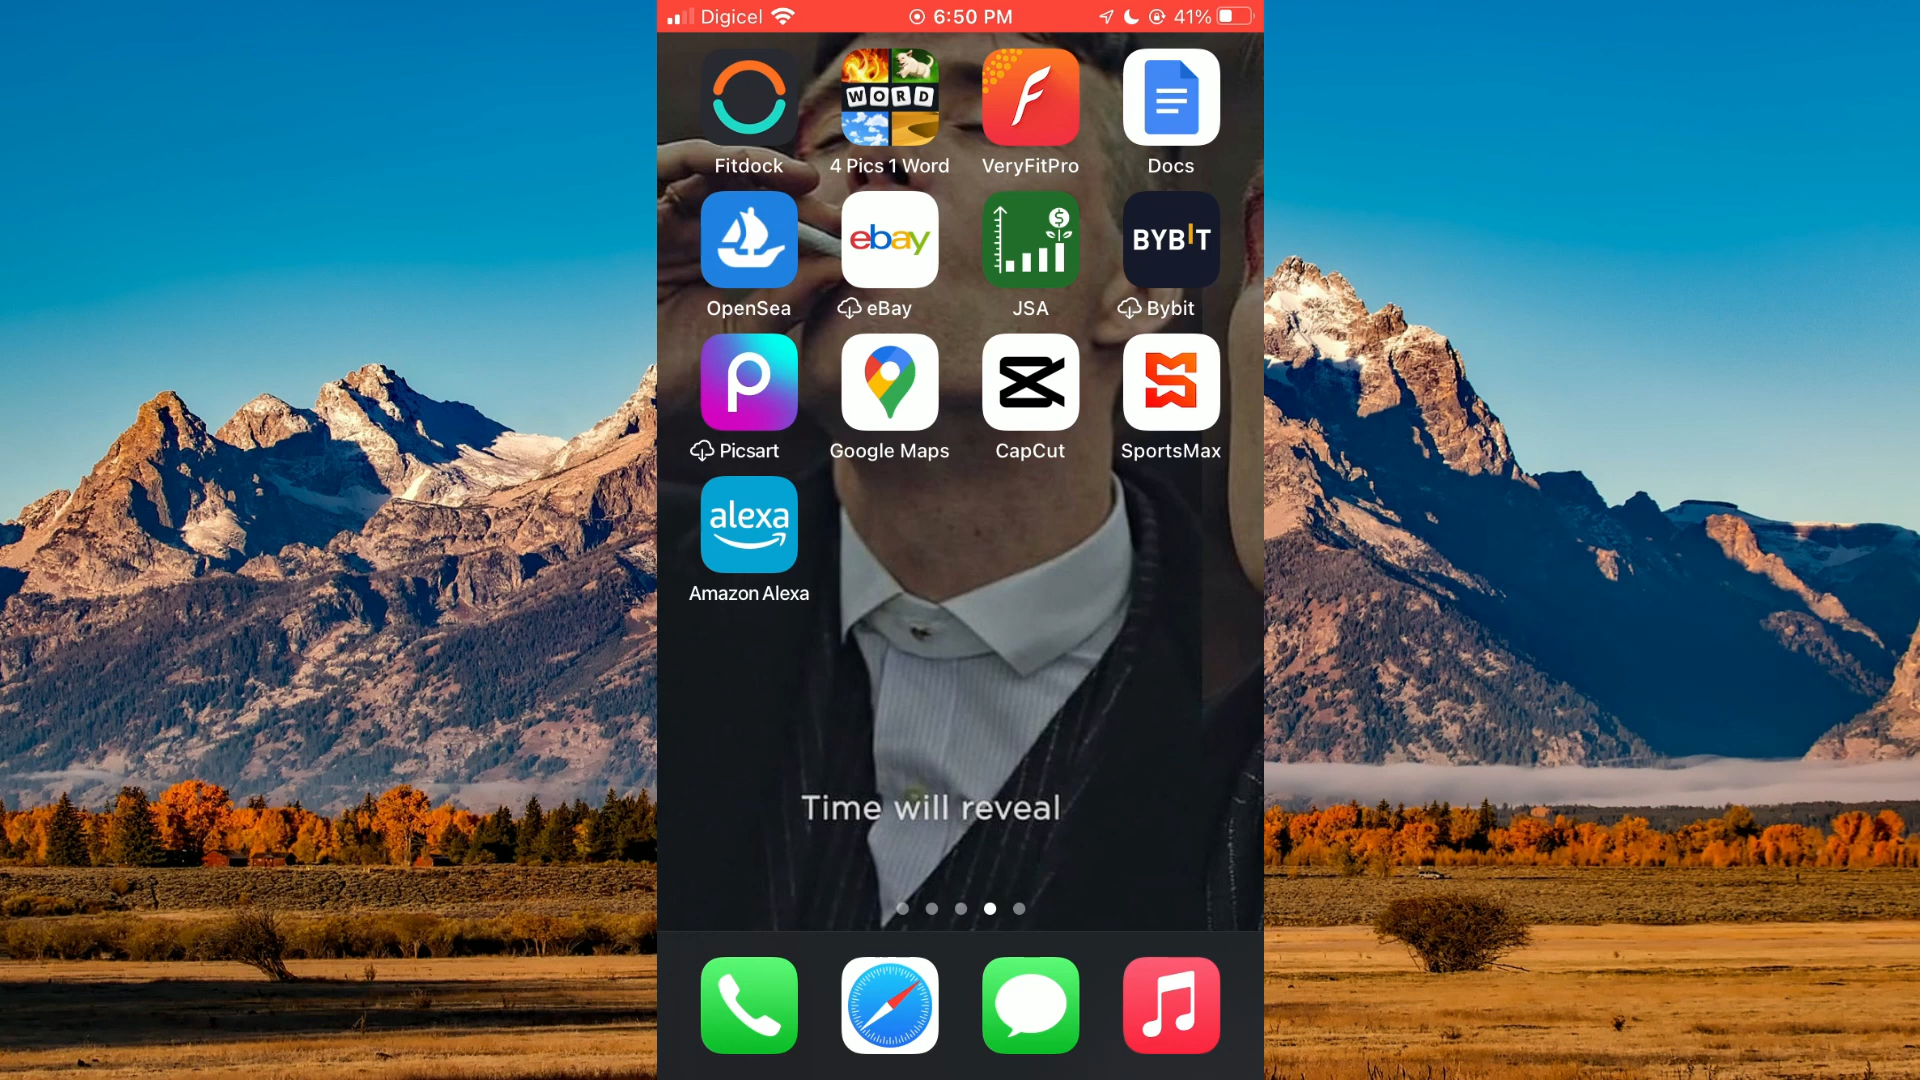 Digicel 6:50 PM 41%
WORD
Fitdock 4 Pics 1 Word VeryFitPro Docs
ebay BYBIT
OpenSea eBay JSA Bybit
Picsart Google Maps CapCut SportsMax
alexa
Amazon Alexa
Time will reveal